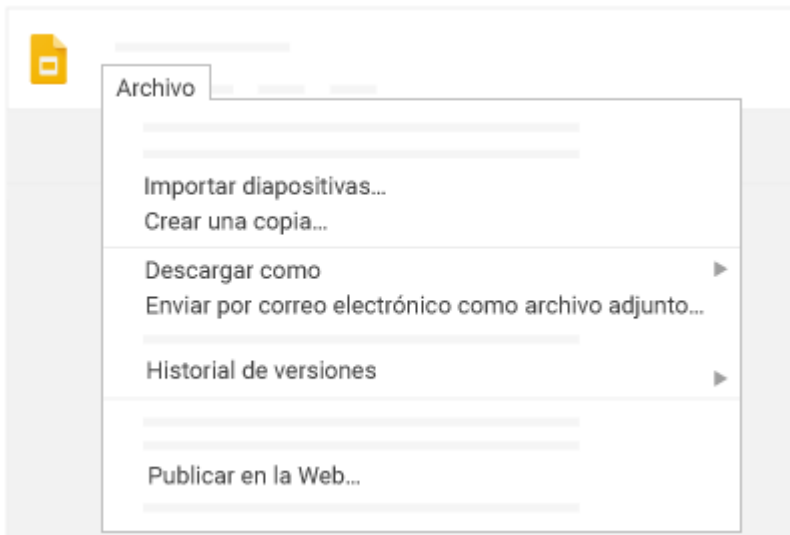 Archivo
Importar diapositivas...
Crear una copia...
Descargar como
Enviar por correo electrónico como archivo adjunto...
Historial de versiones
Publicar en la Web...